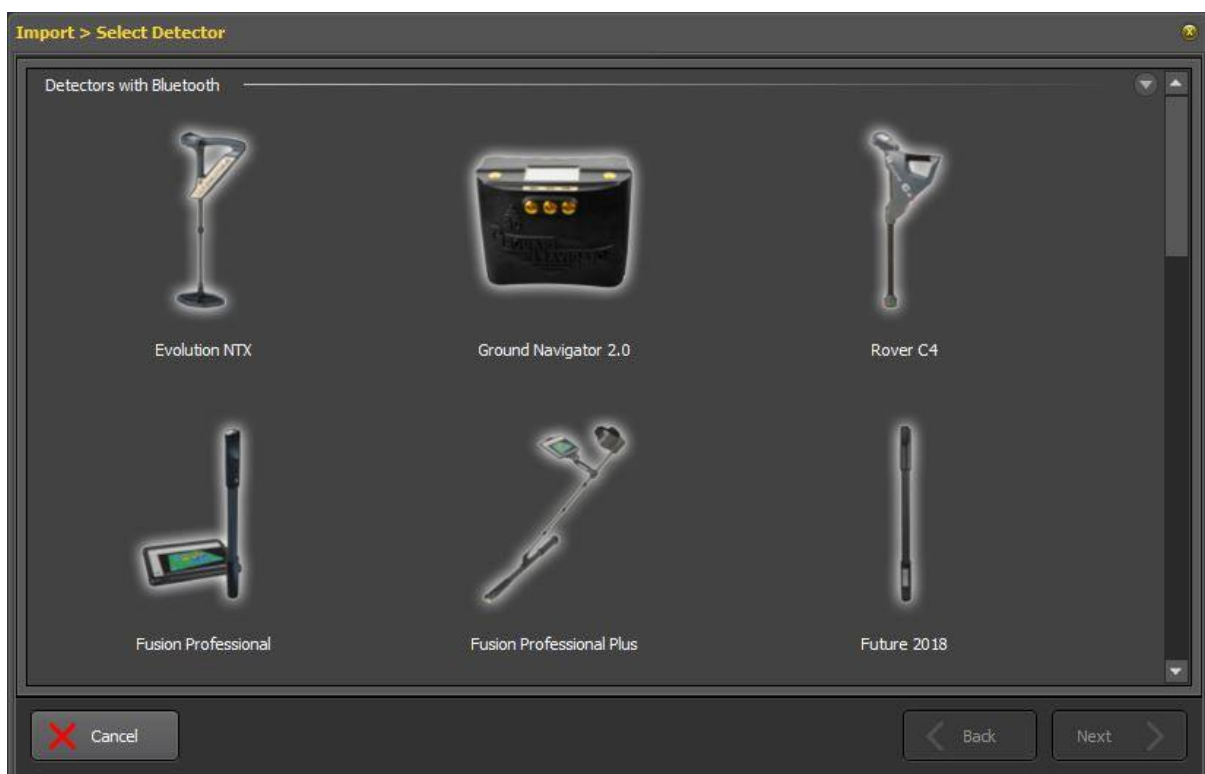 Import > Select Detector
Detectors with Bluetooth
Evolution NTX
Ground Navigator 2.0
Rover C4
Fusion Professional
Fusion Professional Plus
Future 2018
Cancel
Back
Next